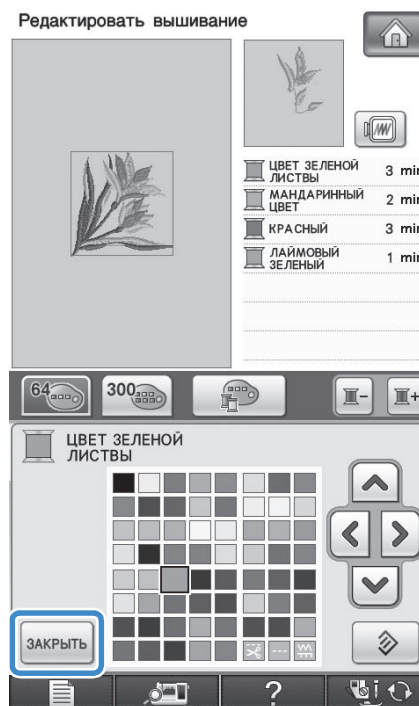 Редактировать вышивание
ЦВЕТ ЗЕЛЕНОЙ
ЛИСТВЫ
3 min
МАНДАРИННЫЙ
ЦВЕТ
2 min
КРАСНЫЙ
3 min
ЛАЙМОВЫЙ
ЗЕЛЕНЫЙ
1 min
64
300
ЦВЕТ ЗЕЛЕНОЙ
ЛИСТВЫ
ЗАКРЫТЬ
?